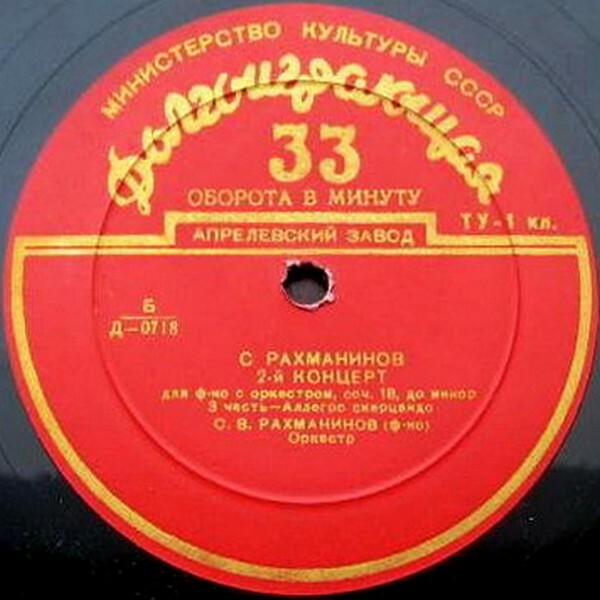 МИНИСТЕРСТВО КУЛЬТУРЫ СССР
Долгоиграющая
33
ОБОРОТА В МИНУТУ
ТУ-1 кл.
АПРЕЛЕВСКИЙ ЗАВОД
Б
Д—0718
С. РАХМАНИНОВ
2-й КОНЦЕРТ
для ф-но с оркестром, соч. 18, до минор
3 часть—Аллегро скерцандо
С. В. РАХМАНИНОВ (ф-но)
Оркестр